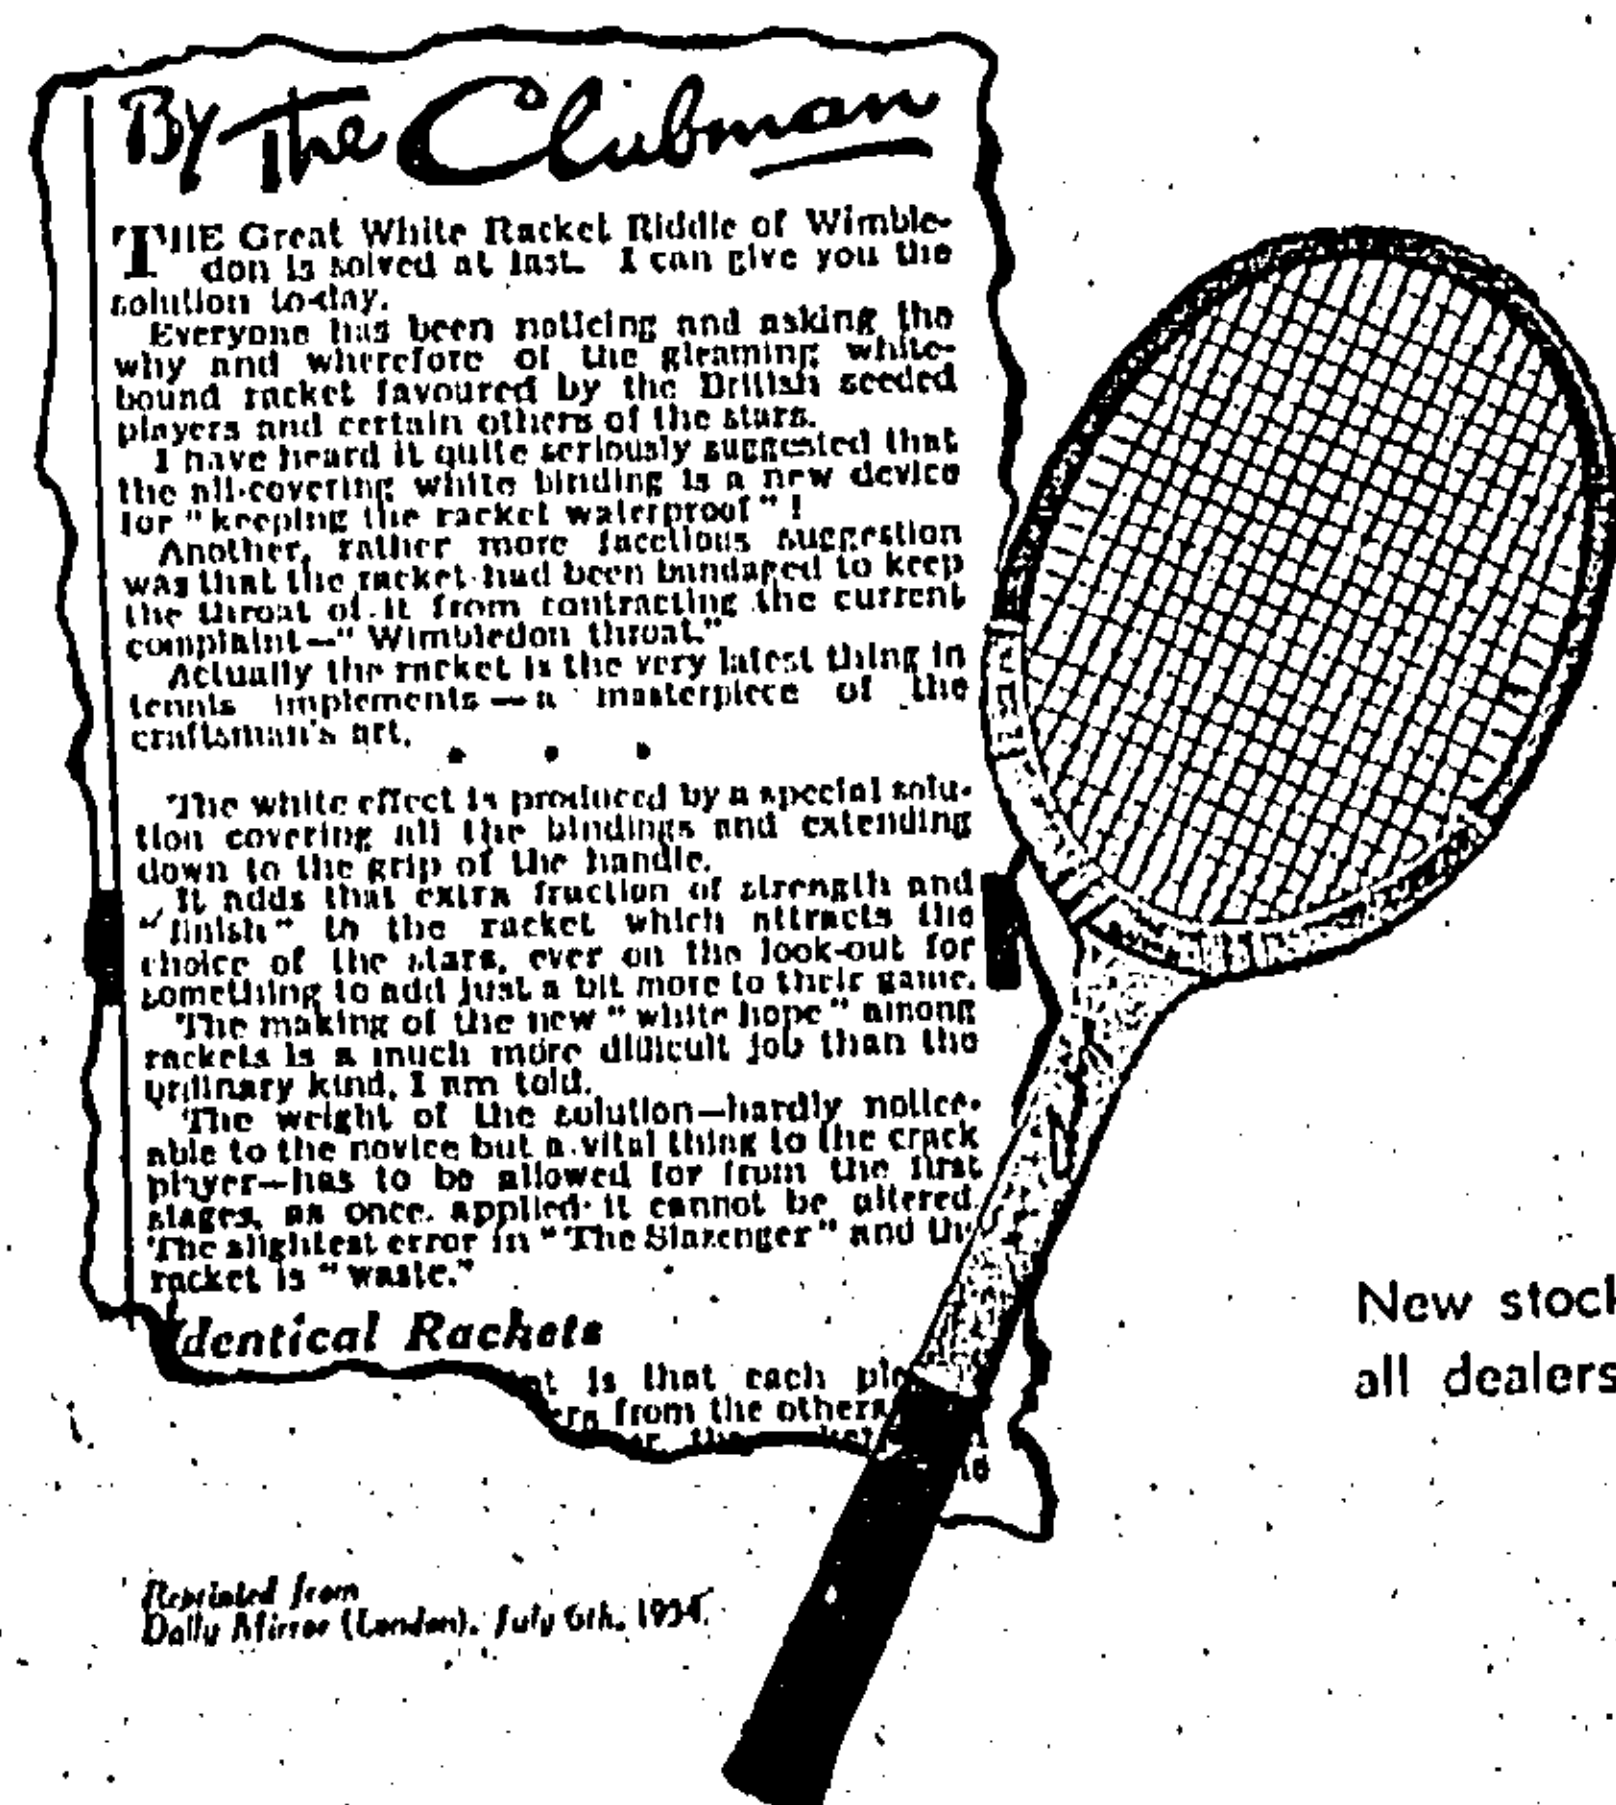 By The Clubman
THE Great White Racket Riddle of Wimble-
don is solved at last. I can give you the
solution to-day.
Everyone has been noticing and asking the
why and wherefore of the gleaming white-
bound racket favoured by the British seeded
players and certain others of the stars.
I have heard it quite seriously suggested that
the all-covering white binding is a new device
for "keeping the racket waterproof" !
Another, rather more facetious suggestion
was that the racket had been bandaged to keep
the throat of it from contracting the current
complaint—"Wimbledon throat."
Actually the racket is the very latest thing in
tennis implements—a masterpiece of the
craftsman's art.
The white effect is produced by a special solu-
tion covering all the bindings and extending
down to the grip of the handle.
It adds that extra fraction of strength and
"finish" to the racket which attracts the
choice of the stars, ever on the look-out for
something to add just a bit more to their game.
The making of the new "white hope" among
rackets is a much more difficult job than the
ordinary kind, I am told.
The weight of the solution—hardly notice-
able to the novice but a vital thing to the crack
player—has to be allowed for from the first
stages, as once applied it cannot be altered.
The slightest error in "The Slazenger" and th
racket is "waste."
Identical Rackets
is that each
from the others
Reprinted from
Daily Mirror (London), July 6th, 1934.
New stock
all dealers